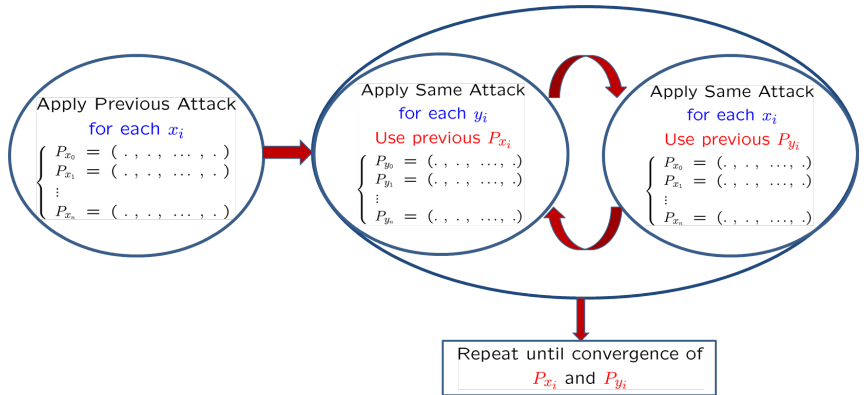 Apply Previous Attack
for each x_i
P_{x_0} = ( . , . , ... , . )
P_{x_1} = ( . , . , ... , . )
⋮
P_{x_n} = ( . , . , ... , . )
Apply Same Attack
for each y_i
Use previous P_{x_i}
P_{y_0} = (. , . , ..., .)
P_{y_1} = (. , . , ..., .)
⋮
P_{y_n} = (. , . , ..., .)
Apply Same Attack
for each x_i
Use previous P_{y_i}
P_{x_0} = (. , . , ..., .)
P_{x_1} = (. , . , ..., .)
⋮
P_{x_n} = (. , . , ..., .)
Repeat until convergence of
P_{x_i} and P_{y_i}